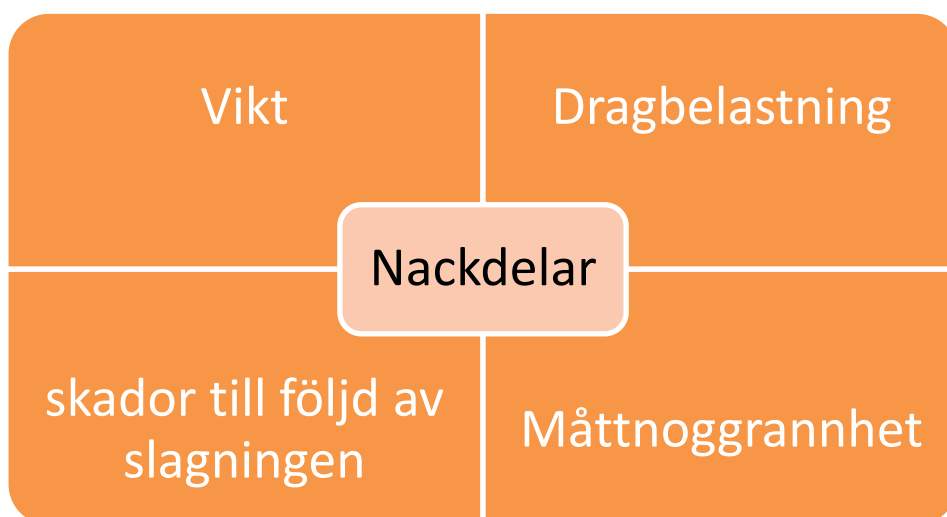 Vikt
Dragbelastning
Nackdelar
skador till följd av
slagningen
Måttnoggrannhet